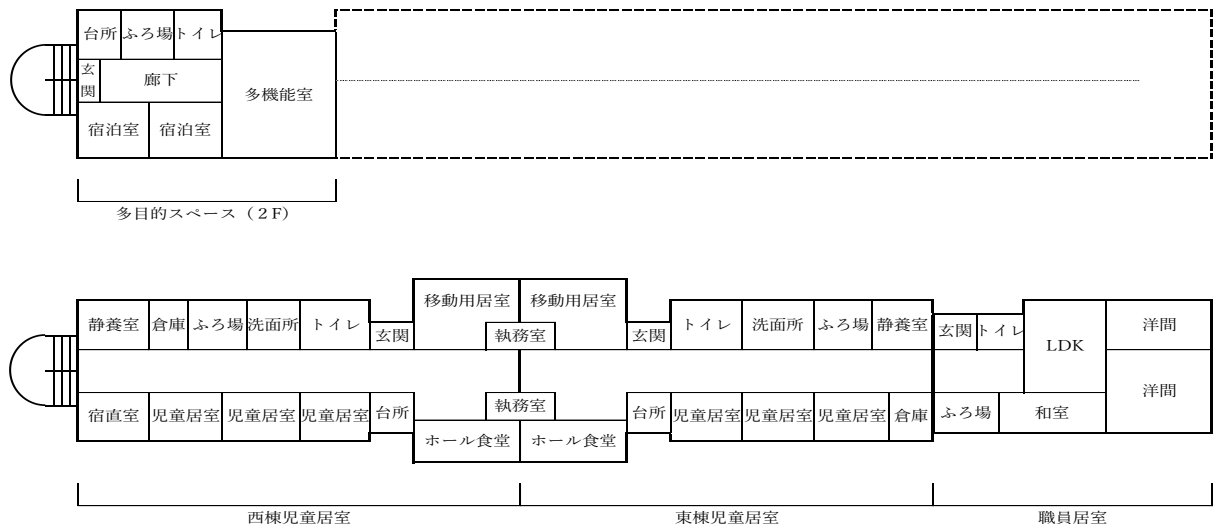 台所
ふろ場
トイレ
玄
関
廊下
多機能室
宿泊室
宿泊室
多目的スペース（２F）
移動用居室
移動用居室
静養室
倉庫
ふろ場
洗面所
トイレ
玄関
執務室
玄関
トイレ
洗面所
ふろ場
静養室
玄関
トイレ
LDK
洋間
宿直室
児童居室
児童居室
児童居室
台所
執務室
台所
児童居室
児童居室
児童居室
倉庫
ふろ場
和室
洋間
ホール食堂
ホール食堂
西棟児童居室
東棟児童居室
職員居室